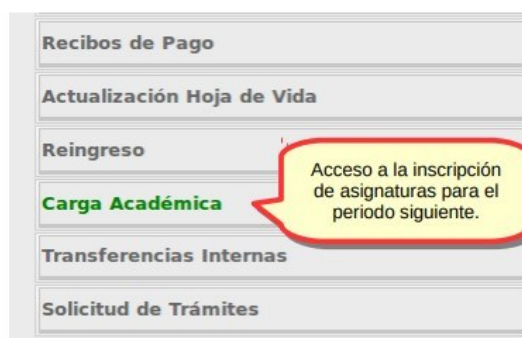 Recibos de Pago
Actualización Hoja de Vida
Reingreso
Acceso a la inscripción
de asignaturas para el
periodo siguiente.
Carga Académica
Transferencias Internas
Solicitud de Trámites